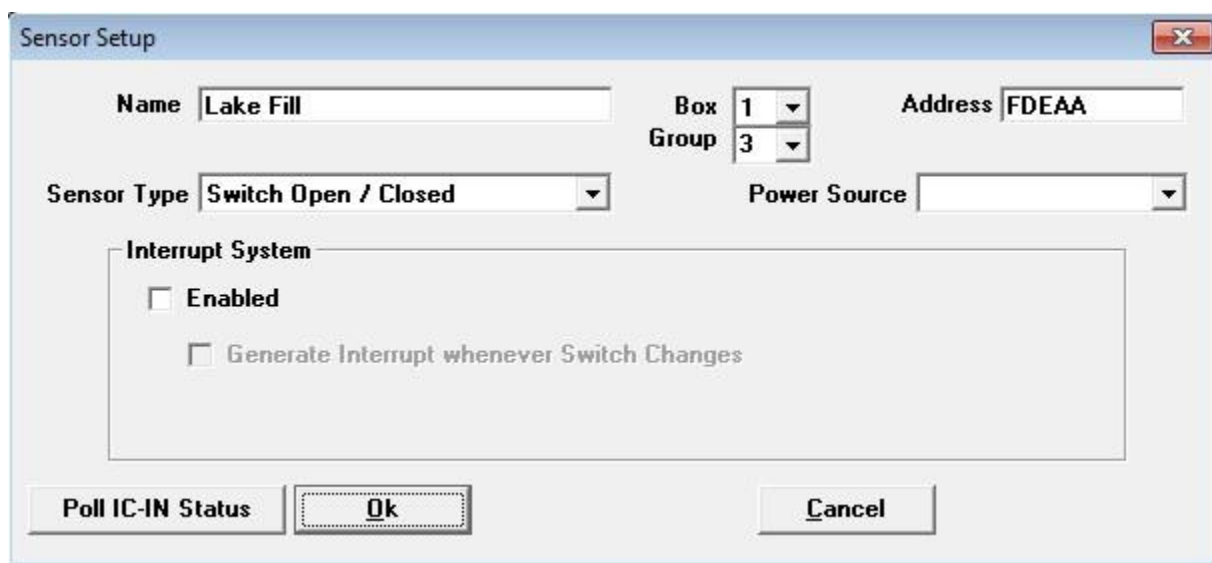 Sensor Setup
Name Lake Fill Box 1 Address FDEAA
Group 3
Sensor Type Switch Open / Closed Power Source
Interrupt System
Enabled
Generate Interrupt whenever Switch Changes
Poll IC-IN Status Ok Cancel